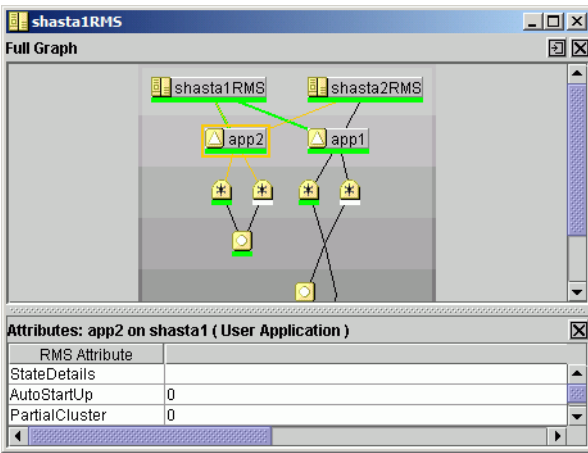 shasta1RMS
Full Graph
shasta1RMS shasta2RMS
app2 app1
Attributes: app2 on shasta1 ( User Application )
RMS Attribute
StateDetails
AutoStartUp 0
PartialCluster 0